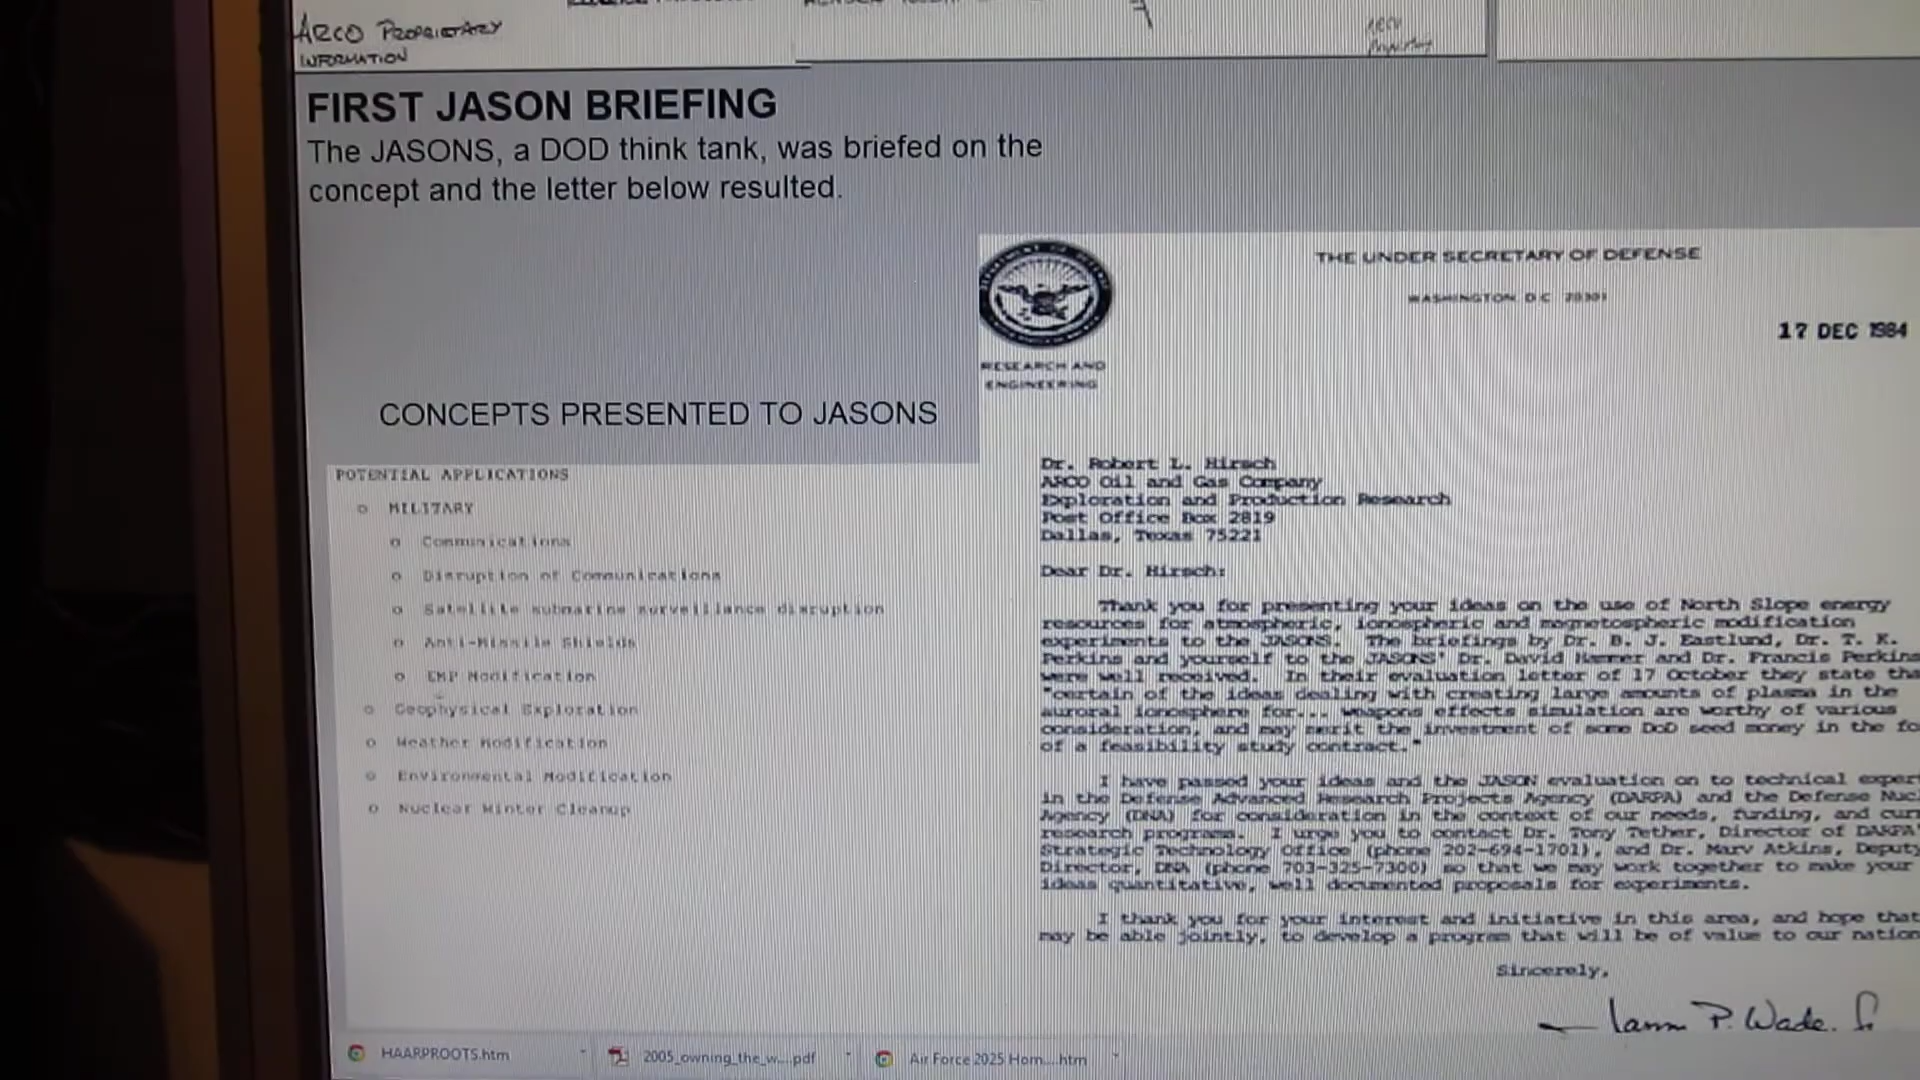 ARCO PROPRIETARY
INFORMATION
FIRST JASON BRIEFING
The JASONS, a DOD think tank, was briefed on the
concept and the letter below resulted.
THE UNDER SECRETARY OF DEFENSE
WASHINGTON D C 20301
17 DEC 1984
RESEARCH AND
ENGINEERING
CONCEPTS PRESENTED TO JASONS
POTENTIAL APPLICATIONS
o MILITARY
o Communications
o Disruption of Communications
o Satellite submarine surveillance disruption
o Anti-Missile Shields
o EMP Modification
o Geophysical Exploration
o Weather Modification
o Environmental Modification
o Nuclear Winter Cleanup
Dr. Robert L. Hirsch
ARCO Oil and Gas Company
Exploration and Production Research
Post Office Box 2819
Dallas, Texas 75221
Dear Dr. Hirsch:
Thank you for presenting your ideas on the use of North Slope energy
resources for atmospheric, ionospheric and magnetospheric modification
experiments to the JASONS. The briefings by Dr. B. J. Eastlund, Dr. T. K.
Perkins and yourself to the JASONS' Dr. David Hammer and Dr. Francis Perkins
were well received. In their evaluation letter of 17 October they state tha
"certain of the ideas dealing with creating large amounts of plasma in the
auroral ionosphere for... weapons effects simulation are worthy of various
consideration, and may merit the investment of some DoD seed money in the fo
of a feasibility study contract."
I have passed your ideas and the JASON evaluation on to technical exper
in the Defense Advanced Research Projects Agency (DARPA) and the Defense Nuc
Agency (DNA) for consideration in the context of our needs, funding, and cur
research programs. I urge you to contact Dr. Tony Tether, Director of DARPA'
Strategic Technology Office (phone 202-694-1701), and Dr. Marv Atkins, Deputy
Director, DNA (phone 703-325-7300) so that we may work together to make your
ideas quantitative, well documented proposals for experiments.
I thank you for your interest and initiative in this area, and hope that
may be able jointly, to develop a program that will be of value to our nation
Sincerely,
P. Wade.
HAARPROOTS.htm
2005_owning_the_w....pdf
Air Force 2025 Hom....htm